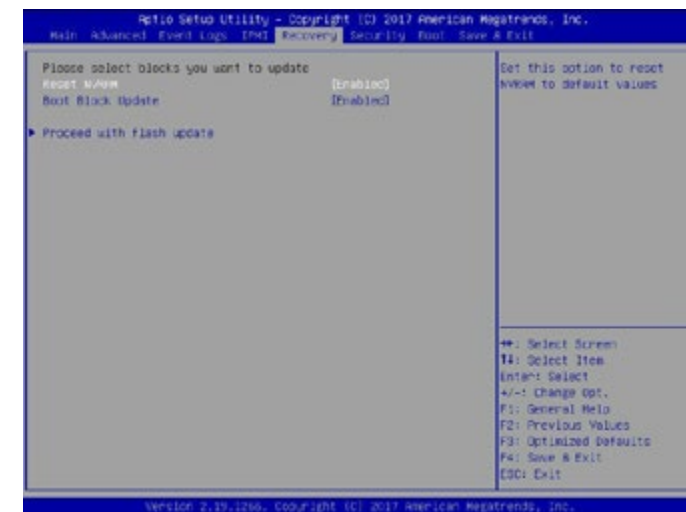 Aptio Setup Utility - Copyright (C) 2017 American Megatrends, Inc.
Main Advanced Event Logs IPMI Recovery Security Boot Save & Exit
Please select blocks you want to update
Reset NVRAM [Enabled]
Boot Block Update [Enabled]
Proceed with flash update
Set this option to reset
NVRAM to default values
++: Select Screen
↑↓: Select Item
Enter: Select
+/-: Change Opt.
F1: General Help
F2: Previous Values
F3: Optimized Defaults
F4: Save & Exit
ESC: Exit
Version 2.19.1266. Copyright (C) 2017 American Megatrends, Inc.